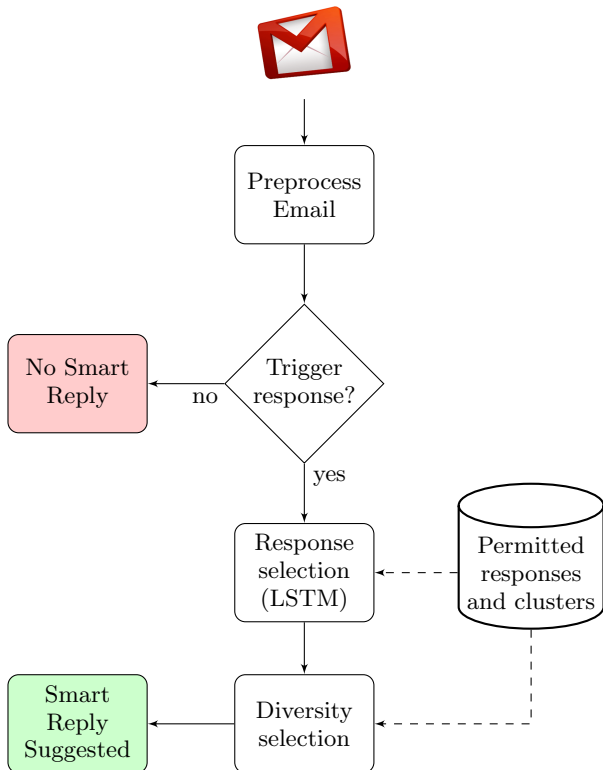 Preprocess
Email
Trigger
response?
No Smart
Reply
no
yes
Response
selection
(LSTM)
Permitted
responses
and clusters
Diversity
selection
Smart
Reply
Suggested